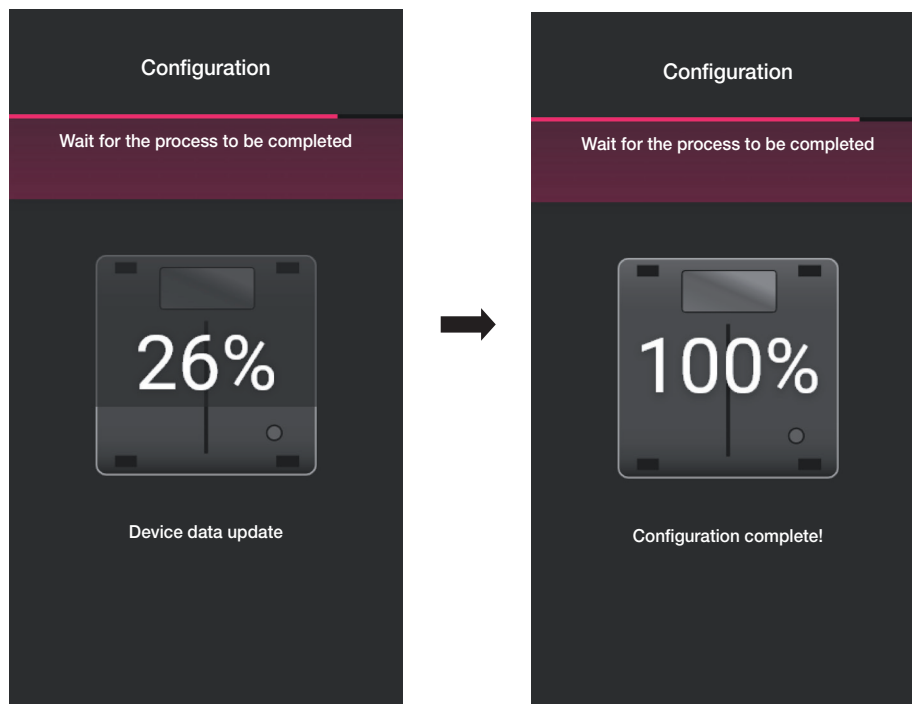 Configuration
Wait for the process to be completed
26%
Device data update
Configuration
Wait for the process to be completed
100%
Configuration complete!